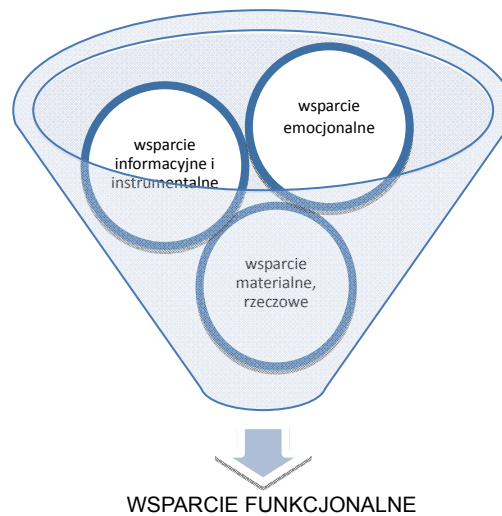 wsparcie
emocjonalne
wsparcie
informacyjne i
instrumentalne
wsparcie
materialne,
rzeczowe
WSPARCIE FUNKCJONALNE